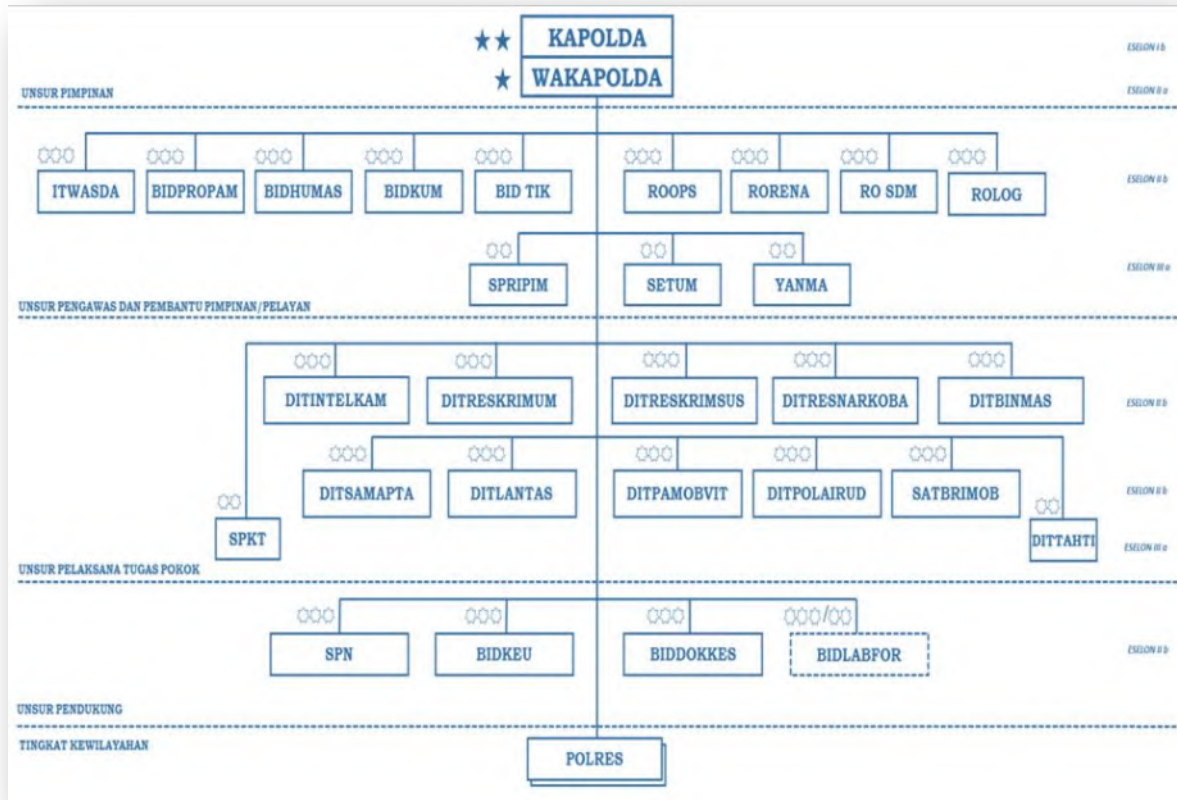 KAPOLDA
ESELON I b
WAKAPOLDA
ESELON II a
UNSUR PIMPINAN
ITWASDA BIDPROPAM BIDHUMAS BIDKUM BID TIK ROOPS RORENA RO SDM ROLOG
ESELON II b
SPRIPIM SETUM YANMA
ESELON III a
UNSUR PENGAWAS DAN PEMBANTU PIMPINAN/PELAYAN
DITINTELKAM DITRESKRIMUM DITRESKRIMSUS DITRESNARKOBA DITBINMAS
ESELON II b
DITSAMAPTA DITLANTAS DITPAMOBVIT DITPOLAIRUD SATBRIMOB
ESELON II b
SPKT DITTAHTI
ESELON III a
UNSUR PELAKSANA TUGAS POKOK
SPN BIDKEU BIDDOKKES BIDLABFOR
ESELON II b
UNSUR PENDUKUNG
TINGKAT KEWILAYAHAN
POLRES